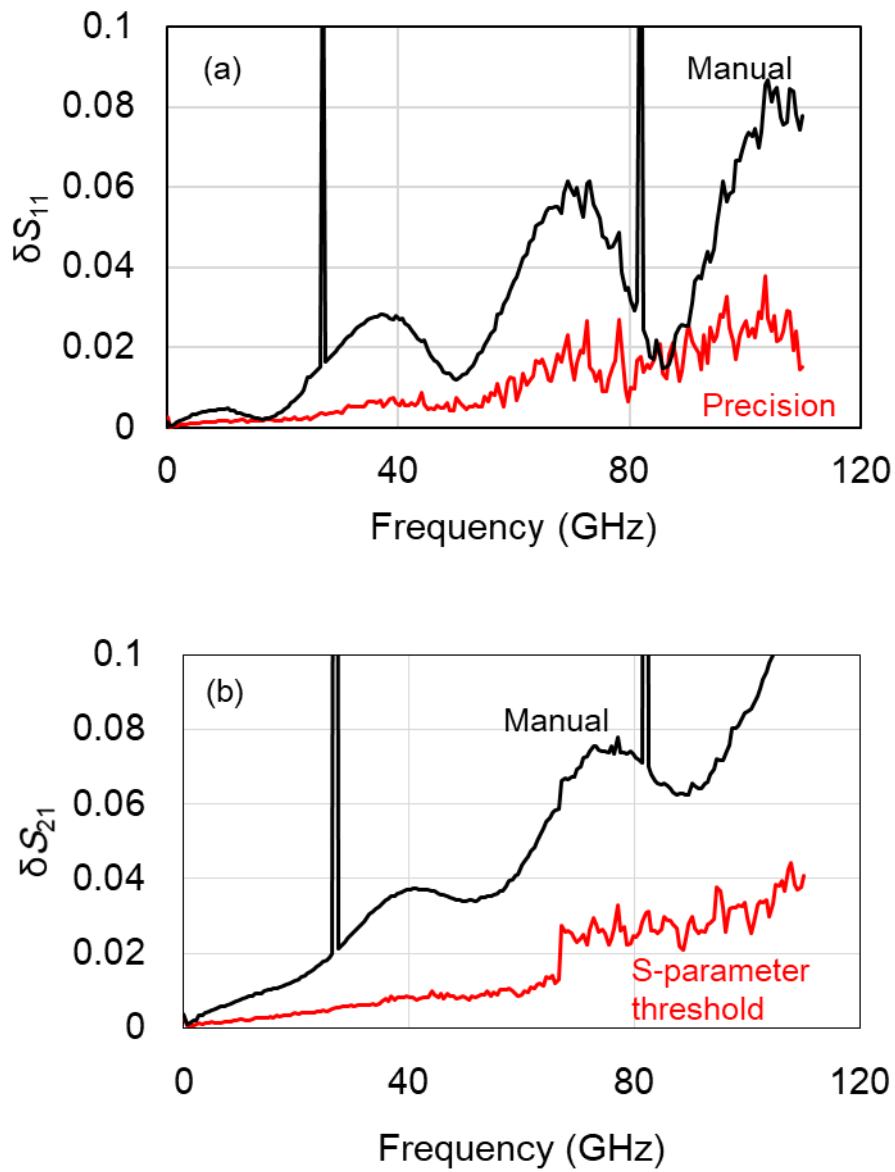 0.1
(a)
Manual
0.08
0.06
δS11
0.04
0.02
Precision
0
0 40 80 120
Frequency (GHz)
0.1
(b)
Manual
0.08
0.06
δS21
0.04
0.02
S-parameter
threshold
0
0 40 80 120
Frequency (GHz)